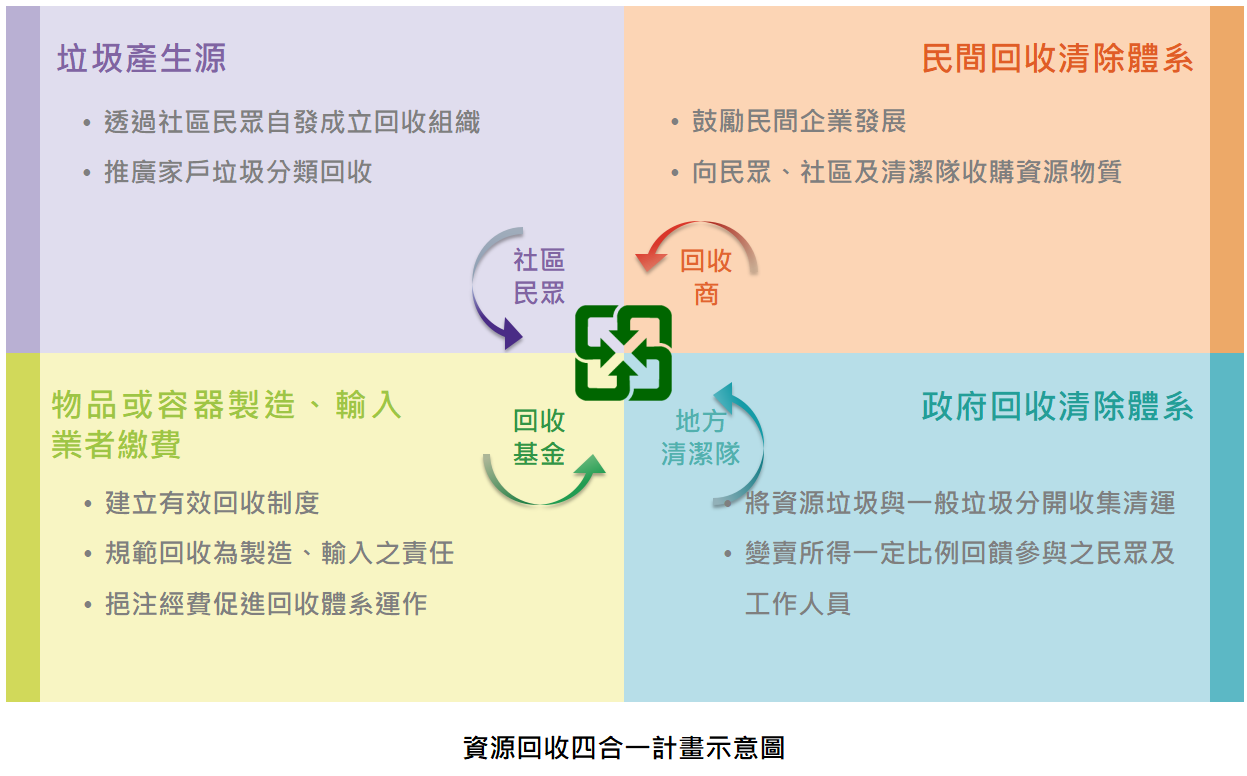 垃圾產生源
• 透過社區民眾自發成立回收組織
• 推廣家戶垃圾分類回收
社區
民眾
民間回收清除體系
• 鼓勵民間企業發展
• 向民眾、社區及清潔隊收購資源物質
回收
商
物品或容器製造、輸入
業者繳費
回收
基金
• 建立有效回收制度
• 規範回收為製造、輸入之責任
• 挹注經費促進回收體系運作
政府回收清除體系
地方
清潔隊
• 將資源垃圾與一般垃圾分開收集清運
• 變賣所得一定比例回饋參與之民眾及
工作人員
資源回收四合一計畫示意圖